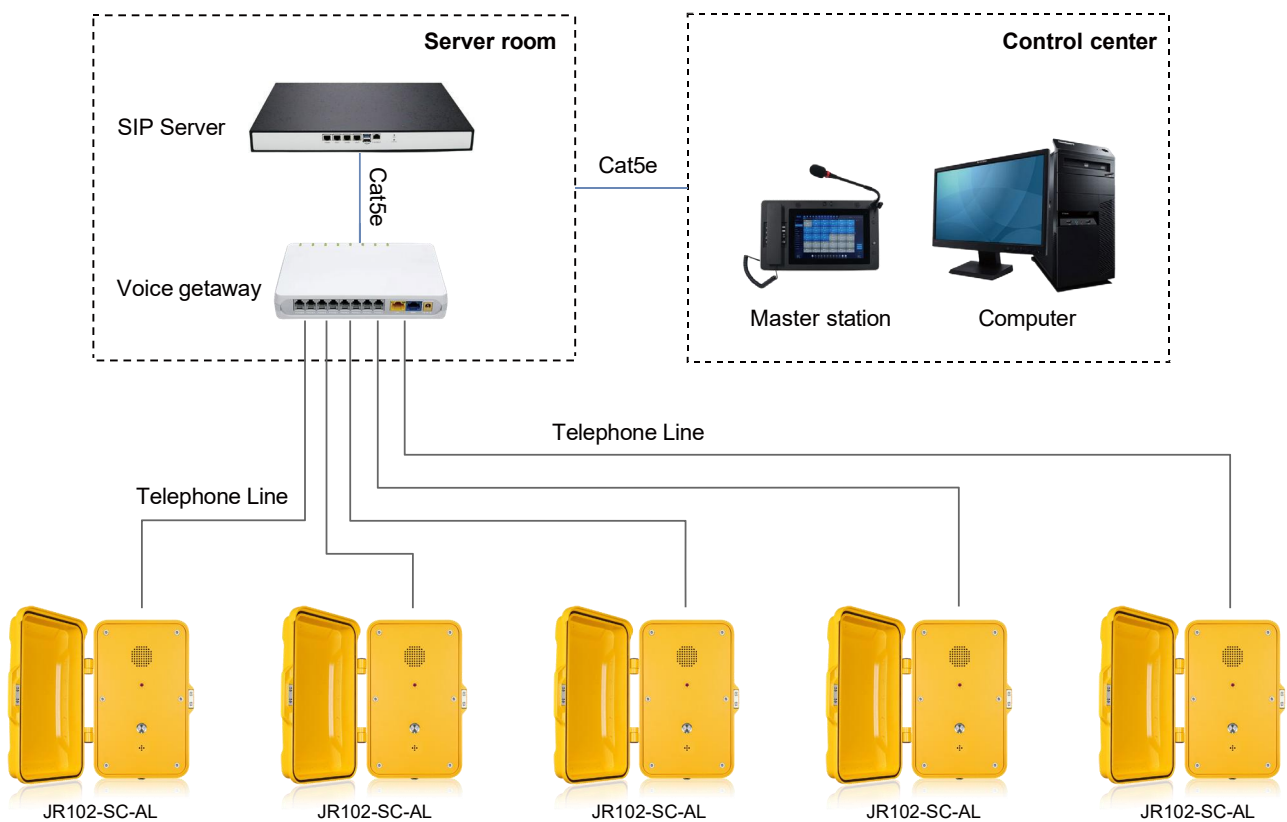 Server room
Control center
SIP Server
Cat5e
Cat5e
Voice getaway
Master station
Computer
Telephone Line
Telephone Line
JR102-SC-AL
JR102-SC-AL
JR102-SC-AL
JR102-SC-AL
JR102-SC-AL